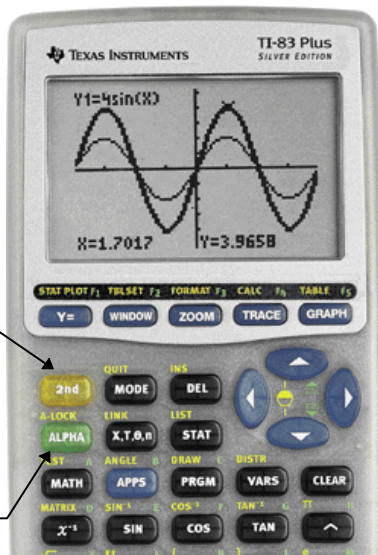 TEXAS INSTRUMENTS
TI-83 Plus
SILVER EDITION
Y1=4sin(X)
X=1.7017 Y=3.9658
STAT PLOT F1 TBLSET F2 FORMAT F3 CALC F4 TABLE F5
Y= WINDOW ZOOM TRACE GRAPH
QUIT INS
2nd MODE DEL
A-LOCK LINK LIST
ALPHA X,T,θ,n STAT
A ANGLE B DRAW C DISTR
MATH APPS PRGM VARS CLEAR
MATRIX D SIN⁻¹ E COS⁻¹ F TAN⁻¹ G π H
x⁻¹ SIN COS TAN ^